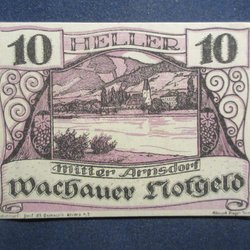 10 HELLER 10
Mitter Arnsdorf
Wachauer Notgeld